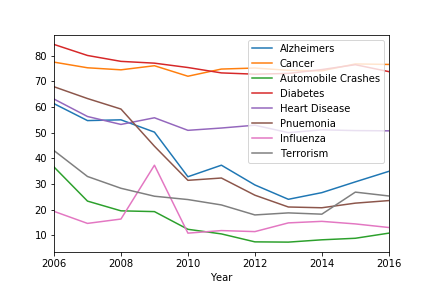 80
70
60
50
40
30
20
10
Alzheimers
Cancer
Automobile Crashes
Diabetes
Heart Disease
Pnuemonia
Influenza
Terrorism
2006 2008 2010 2012 2014 2016
Year